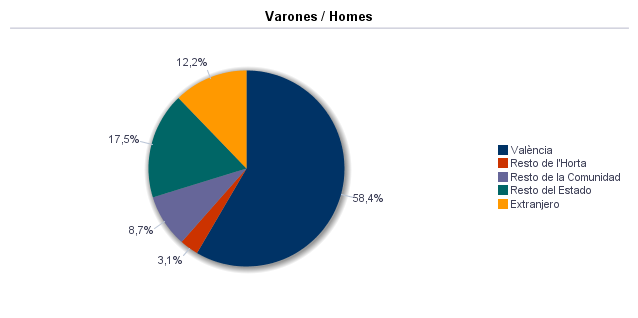 Varones / Homes
12,2%
17,5%
58,4%
8,7%
3,1%
València
Resto de l'Horta
Resto de la Comunidad
Resto del Estado
Extranjero